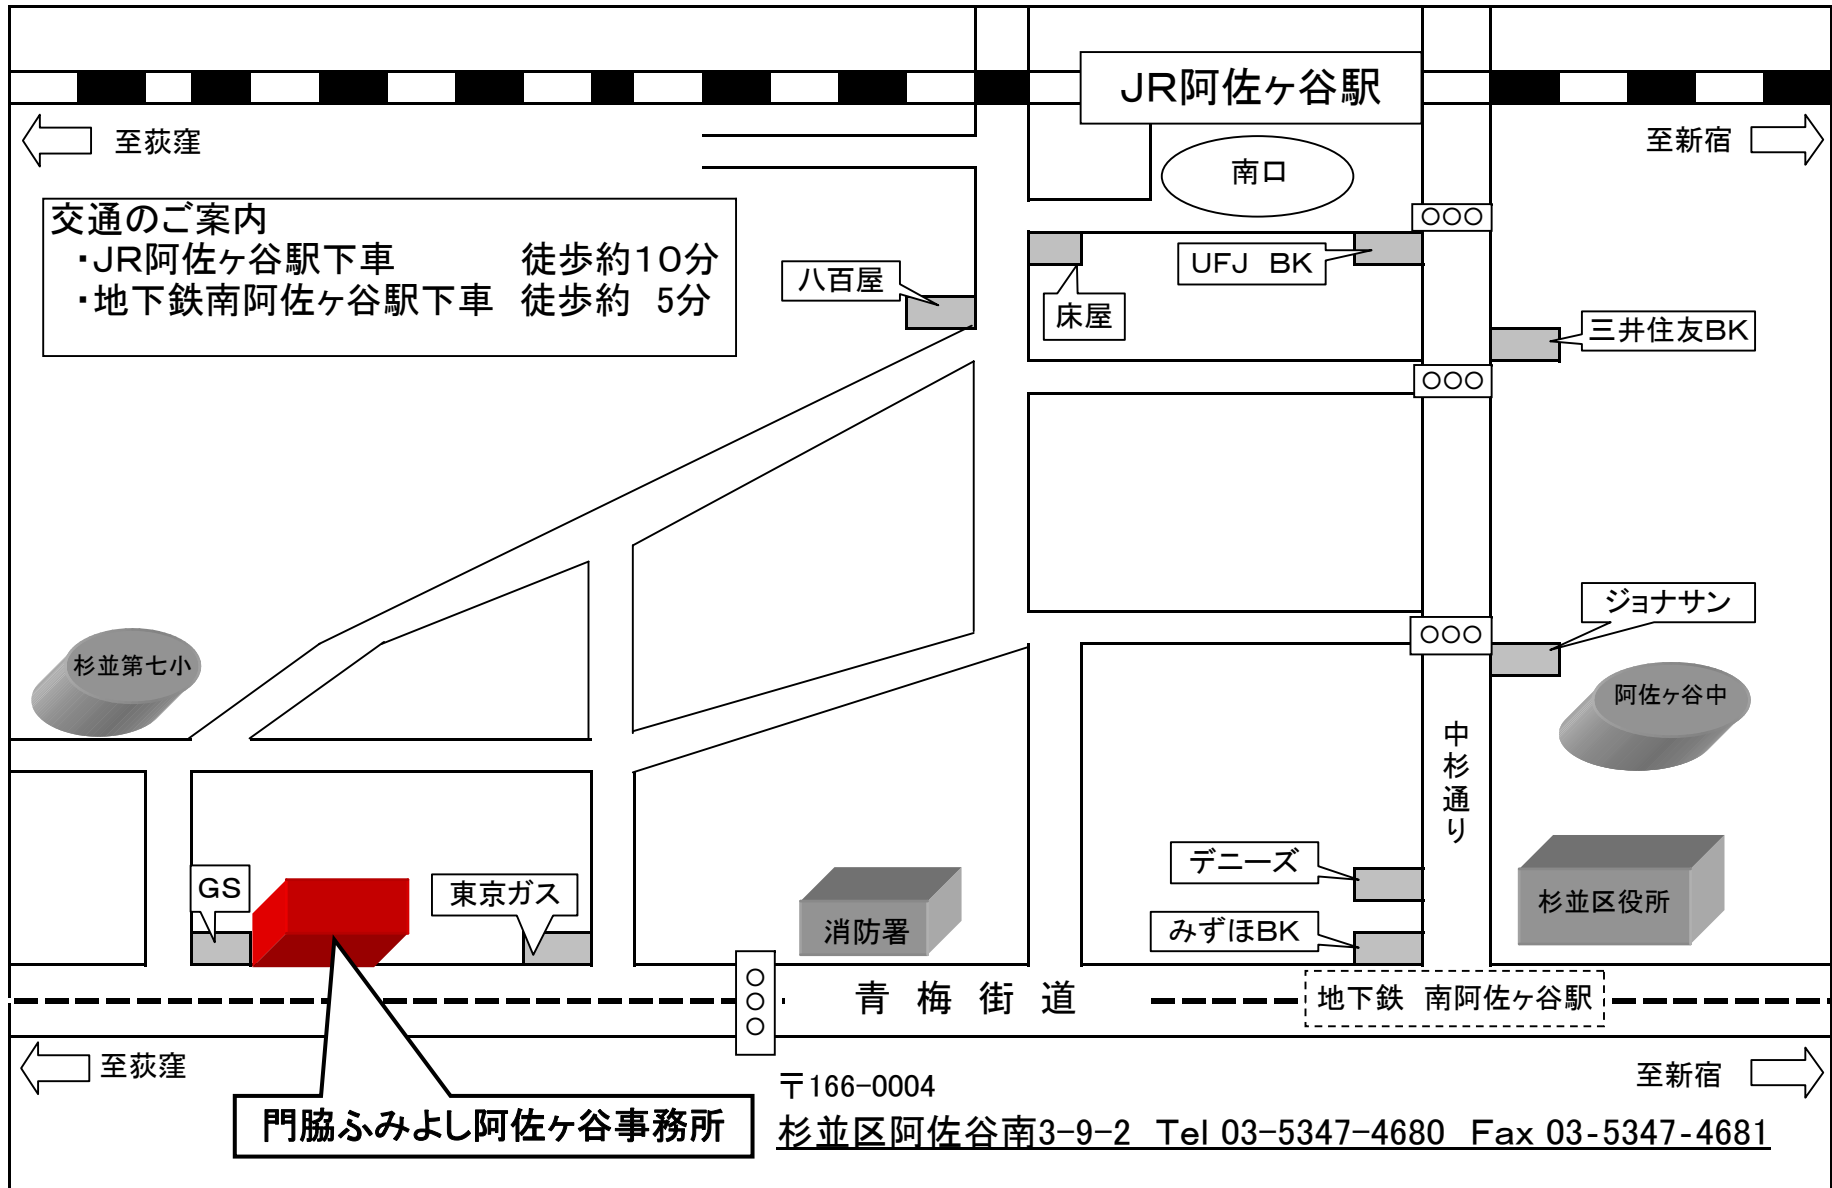 JR阿佐ヶ谷駅
至荻窪
至新宿
南口
交通のご案内
・JR阿佐ヶ谷駅下車 徒歩約10分
・地下鉄南阿佐ヶ谷駅下車 徒歩約 5分
八百屋
床屋
UFJ BK
三井住友BK
ジョナサン
杉並第七小
阿佐ヶ谷中
中杉通り
GS
東京ガス
消防署
デニーズ
みずほBK
杉並区役所
青梅街道
地下鉄 南阿佐ヶ谷駅
至荻窪
至新宿
門脇ふみよし阿佐ヶ谷事務所
〒166-0004
杉並区阿佐谷南3-9-2 Tel 03-5347-4680 Fax 03-5347-4681